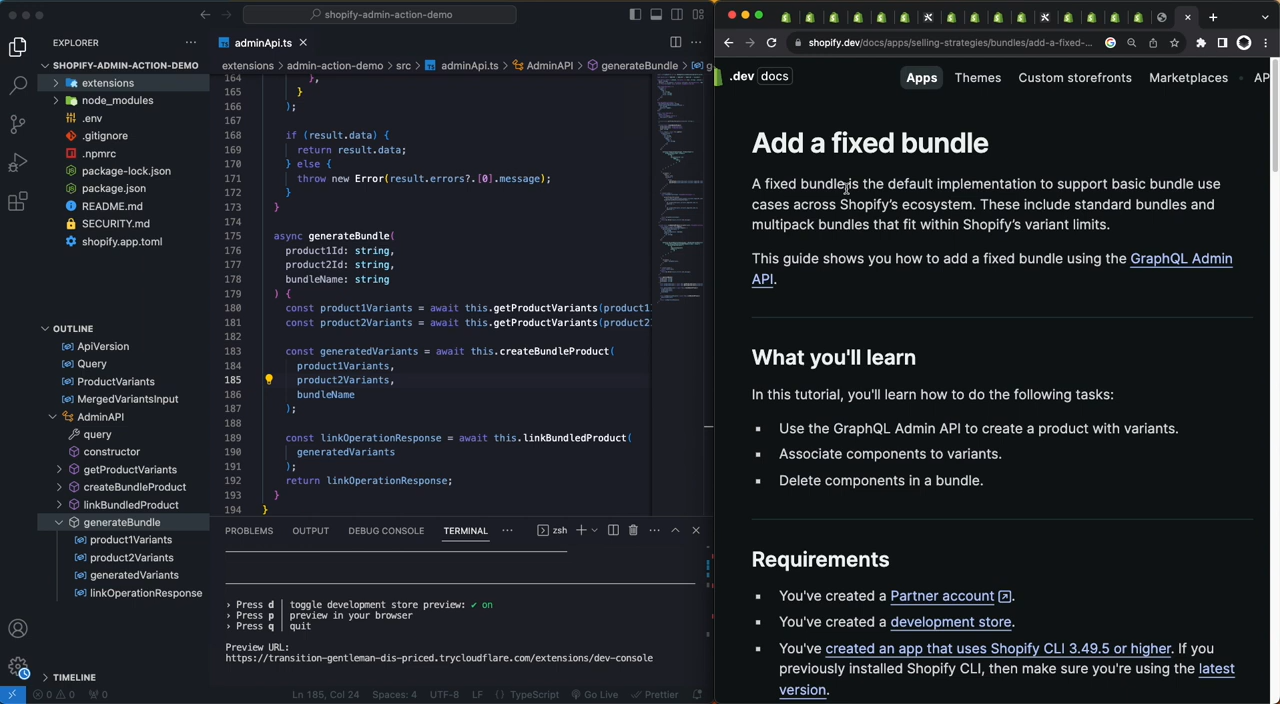 shopify-admin-action-demo
EXPLORER
SHOPIFY-ADMIN-ACTION-DEMO
extensions
node_modules
.env
.gitignore
.npmrc
package-lock.json
package.json
README.md
SECURITY.md
shopify.app.toml
OUTLINE
ApiVersion
Query
ProductVariants
MergedVariantsInput
AdminAPI
query
constructor
getProductVariants
createBundleProduct
linkBundledProduct
generateBundle
product1Variants
product2Variants
generatedVariants
linkOperationResponse
TIMELINE
adminApi.ts
extensions > admin-action-demo > src > adminApi.ts > AdminAPI > generateBundle
164 },
165 }
166 );
167
168 if (result.data) {
169 return result.data;
170 } else {
171 throw new Error(result.errors?.[0].message);
172 }
173 }
174
175 async generateBundle(
176 product1Id: string,
177 product2Id: string,
178 bundleName: string
179 ) {
180 const product1Variants = await this.getProductVariants(product1I
181 const product2Variants = await this.getProductVariants(product2I
182
183 const generatedVariants = await this.createBundleProduct(
184 product1Variants,
185 product2Variants,
186 bundleName
187 );
188
189 const linkOperationResponse = await this.linkBundledProduct(
190 generatedVariants
191 );
192 return linkOperationResponse;
193 }
194 }
PROBLEMS OUTPUT DEBUG CONSOLE TERMINAL zsh
› Press d | toggle development store preview: ✔ on
› Press p | preview in your browser
› Press q | quit
Preview URL:
https://transition-gentleman-dis-priced.trycloudflare.com/extensions/dev-console
0 0 0 Ln 185, Col 24 Spaces: 4 UTF-8 LF {} TypeScript Go Live Prettier
shopify.dev/docs/apps/selling-strategies/bundles/add-a-fixed-...
.dev docs Apps Themes Custom storefronts Marketplaces AP
Add a fixed bundle
A fixed bundle is the default implementation to support basic bundle use
cases across Shopify’s ecosystem. These include standard bundles and
multipack bundles that fit within Shopify’s variant limits.
This guide shows you how to add a fixed bundle using the GraphQL Admin
API.
What you'll learn
In this tutorial, you'll learn how to do the following tasks:
Use the GraphQL Admin API to create a product with variants.
Associate components to variants.
Delete components in a bundle.
Requirements
You've created a Partner account.
You've created a development store.
You've created an app that uses Shopify CLI 3.49.5 or higher. If you
previously installed Shopify CLI, then make sure you're using the latest
version.